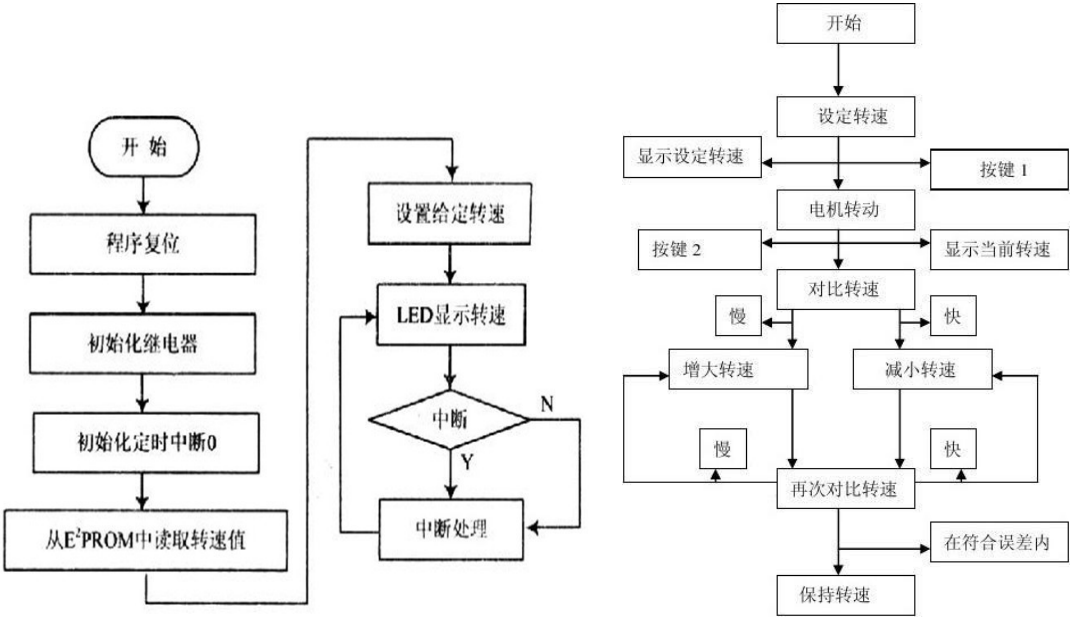 开 始
程序复位
初始化继电器
初始化定时中断0
从E²PROM中读取转速值
设置给定转速
LED显示转速
中断
N
Y
中断处理
开始
设定转速
显示设定转速
按键 1
电机转动
按键 2
显示当前转速
对比转速
慢
快
增大转速
减小转速
慢
快
再次对比转速
在符合误差内
保持转速